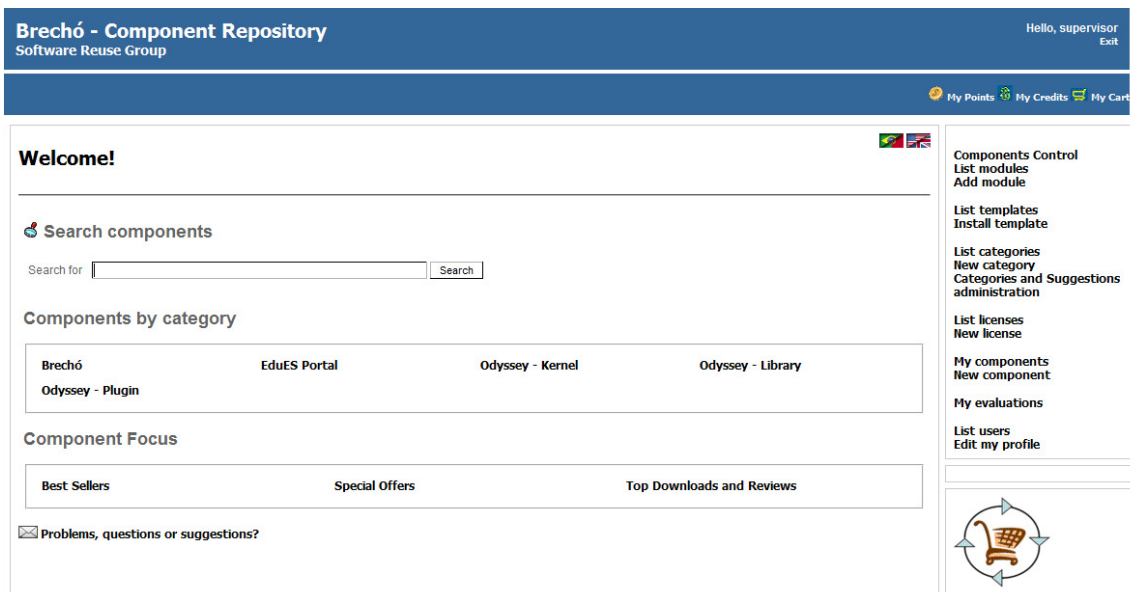 Brechó - Component Repository
Software Reuse Group
Hello, supervisor
Exit
My Points My Credits My Cart
Welcome!
Search components
Search for Search
Components by category
Brechó EduES Portal Odyssey - Kernel Odyssey - Library
Odyssey - Plugin
Component Focus
Best Sellers Special Offers Top Downloads and Reviews
Problems, questions or suggestions?
Components Control
List modules
Add module
List templates
Install template
List categories
New category
Categories and Suggestions
administration
List licenses
New license
My components
New component
My evaluations
List users
Edit my profile